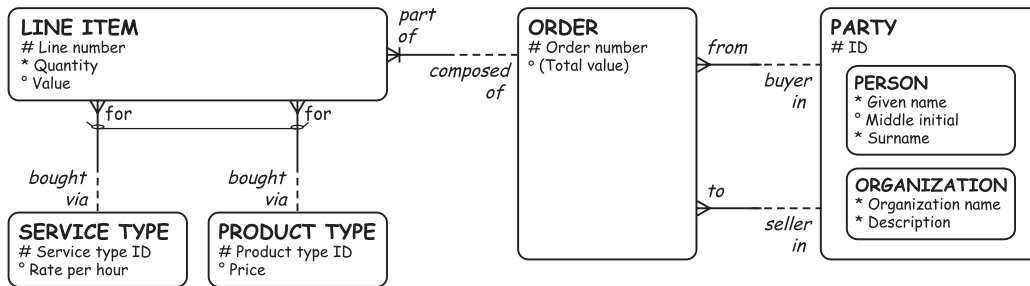 LINE ITEM
# Line number
* Quantity
° Value
part
of
composed
of
ORDER
# Order number
° (Total value)
from
buyer
in
to
seller
in
PARTY
# ID
PERSON
* Given name
° Middle initial
* Surname
ORGANIZATION
* Organization name
* Description
for
for
bought
via
bought
via
SERVICE TYPE
# Service type ID
° Rate per hour
PRODUCT TYPE
# Product type ID
° Price